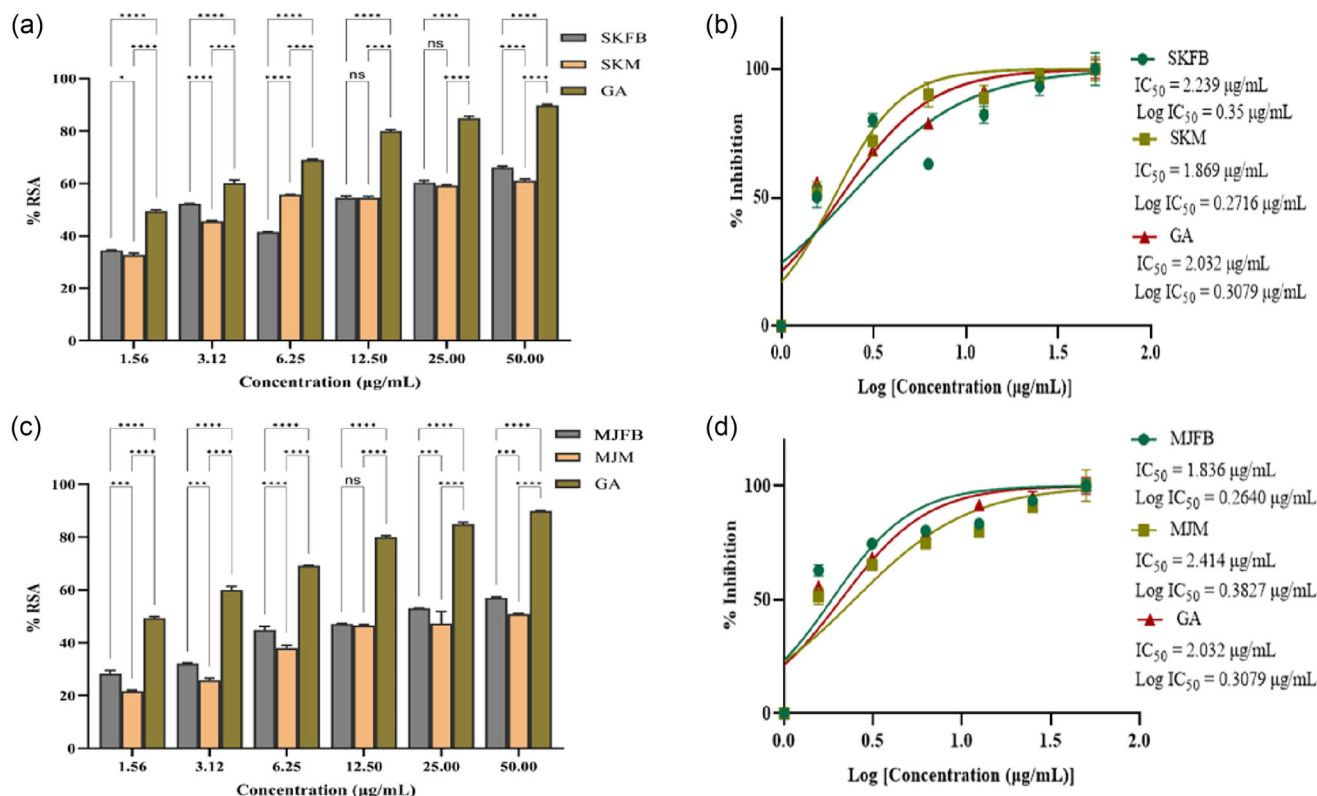 (a)
**** **** **** **** **** ****
**** **** **** **** ns **** ****
* **** **** ns **** ****
SKFB
SKM
GA
100
80
60
40
20
0
% RSA
1.56 3.12 6.25 12.50 25.00 50.00
Concentration (µg/mL)
(b)
100
50
0
% Inhibition
0.0 0.5 1.0 1.5 2.0
Log [Concentration (µg/mL)]
SKFB
IC50 = 2.239 µg/mL
Log IC50 = 0.35 µg/mL
SKM
IC50 = 1.869 µg/mL
Log IC50 = 0.2716 µg/mL
GA
IC50 = 2.032 µg/mL
Log IC50 = 0.3079 µg/mL
(c)
**** **** **** **** **** ****
**** **** **** **** *** ***
*** *** **** ns **** ****
MJFB
MJM
GA
100
80
60
40
20
0
% RSA
1.56 3.12 6.25 12.50 25.00 50.00
Concentration (µg/mL)
(d)
100
50
0
% Inhibition
0.0 0.5 1.0 1.5 2.0
Log [Concentration (µg/mL)]
MJFB
IC50 = 1.836 µg/mL
Log IC50 = 0.2640 µg/mL
MJM
IC50 = 2.414 µg/mL
Log IC50 = 0.3827 µg/mL
GA
IC50 = 2.032 µg/mL
Log IC50 = 0.3079 µg/mL